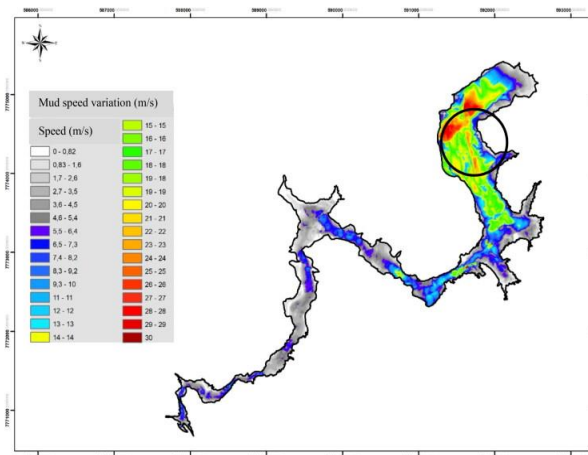 Mud speed variation (m/s)
Speed (m/s)
0 - 0,62
0,63 - 1,6
1,7 - 2,6
2,7 - 3,5
3,6 - 4,5
4,6 - 5,4
5,5 - 6,4
6,5 - 7,3
7,4 - 8,2
8,3 - 9,2
9,3 - 10
11 - 11
12 - 12
13 - 13
14 - 14
15 - 15
16 - 16
17 - 17
18 - 18
19 - 18
19 - 19
20 - 20
21 - 21
22 - 22
23 - 23
24 - 24
25 - 25
26 - 26
27 - 27
28 - 28
29 - 29
30